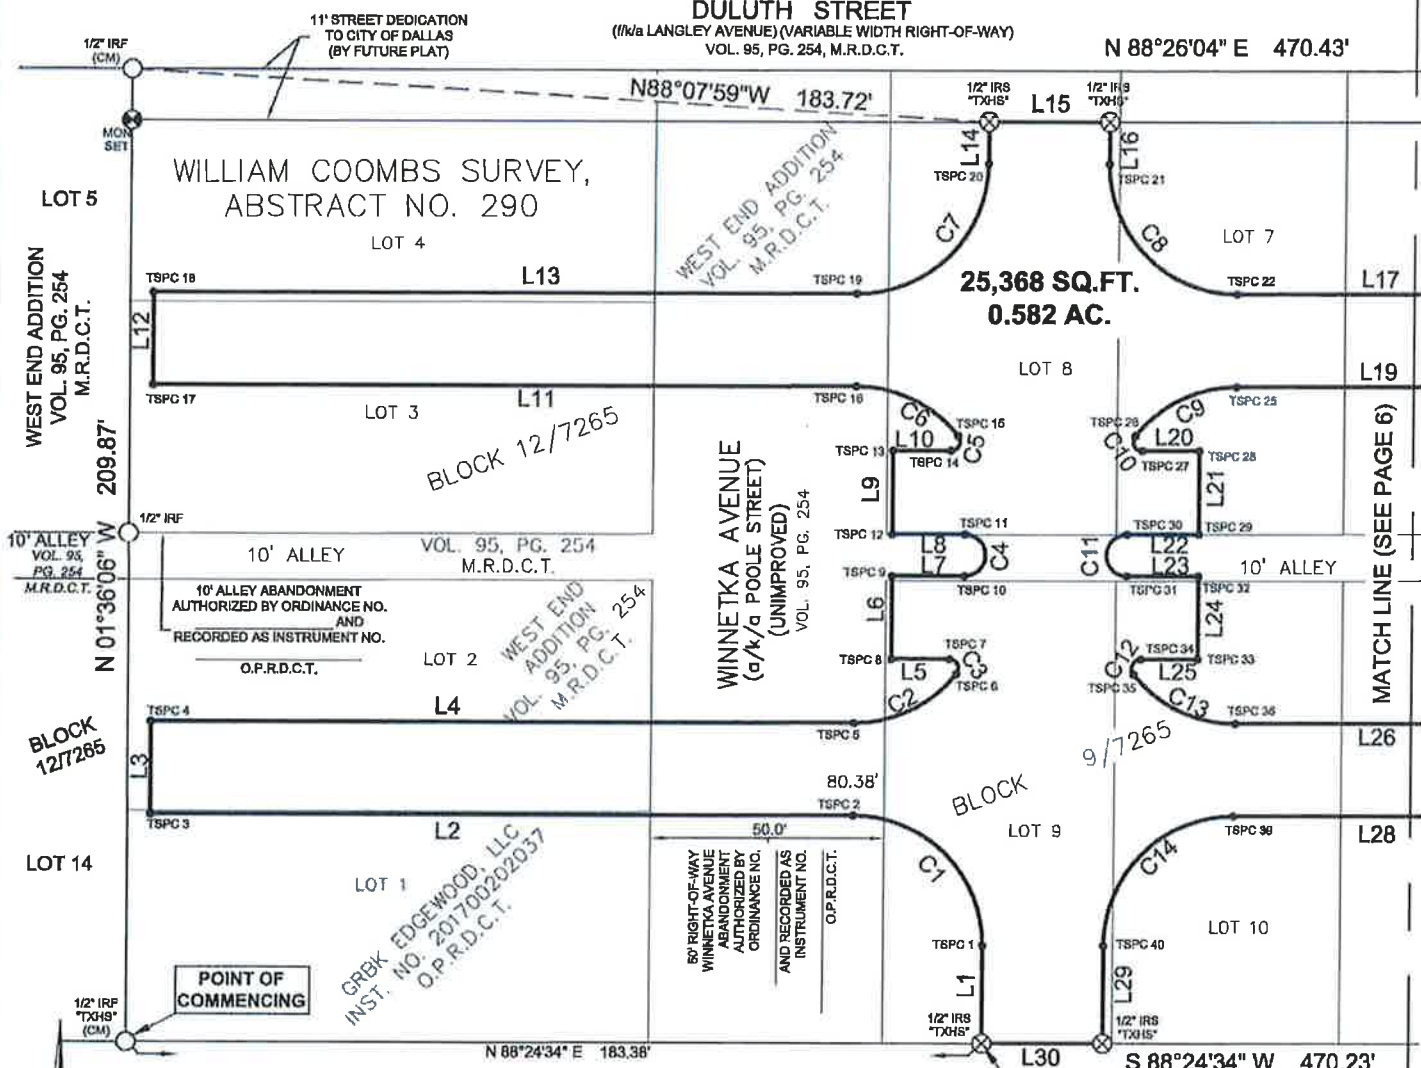 DULUTH STREET
(f/k/a LANGLEY AVENUE)(VARIABLE WIDTH RIGHT-OF-WAY)
VOL. 95, PG. 254, M.R.D.C.T.
N 88°26'04" E 470.43'
11' STREET DEDICATION
TO CITY OF DALLAS
(BY FUTURE PLAT)
1/2" IRF
(CM)
N88°07'59"W 183.72'
1/2" IRS
"TXHS"
1/2" IRS
"TXHS"
L15
MON
SET
L14
L16
TSPC 20
TSPC 21
WILLIAM COOMBS SURVEY,
ABSTRACT NO. 290
LOT 5
LOT 4
WEST END ADDITION
VOL. 95, PG. 254
M.R.D.C.T.
C7
C8
LOT 7
WEST END ADDITION
VOL. 95, PG. 254
M.R.D.C.T.
TSPC 18
L13
TSPC 19
25,368 SQ.FT.
0.582 AC.
TSPC 22
L17
L12
LOT 8
L19
TSPC 17
L11
TSPC 16
TSPC 25
LOT 3
C6
C9
BLOCK 12/7265
TSPC 15
TSPC 26
L10
C5
C10
L20
TSPC 13
TSPC 14
TSPC 27
TSPC 28
209.87'
N 01°36'06" W
L9
L21
MATCH LINE (SEE PAGE 6)
WINNETKA AVENUE
(a/k/a POOLE STREET)
(UNIMPROVED)
VOL. 95, PG. 254
1/2" IRF
TSPC 12
TSPC 11
TSPC 30
TSPC 29
L8
C4
C11
L22
10' ALLEY
VOL. 95,
PG. 254
M.R.D.C.T.
10' ALLEY
VOL. 95, PG. 254
M.R.D.C.T.
L7
L23
10' ALLEY
TSPC 9
TSPC 10
TSPC 31
TSPC 32
10' ALLEY ABANDONMENT
AUTHORIZED BY ORDINANCE NO.
AND
RECORDED AS INSTRUMENT NO.
O.P.R.D.C.T.
L6
L24
WEST END
ADDITION
VOL. 95, PG. 254
M.R.D.C.T.
LOT 2
TSPC 8
TSPC 7
C3
C12
TSPC 34
TSPC 33
L5
TSPC 6
TSPC 35
L25
C2
C13
TSPC 4
L4
TSPC 5
TSPC 36
L26
BLOCK
12/7265
L3
BLOCK
9/7265
80.38'
TSPC 3
L2
TSPC 2
TSPC 39
L28
50.0'
LOT 9
LOT 14
LOT 1
C1
C14
GRBK EDGEWOOD, LLC
INST. NO. 201700202037
O.P.R.D.C.T.
50' RIGHT-OF-WAY
WINNETKA AVENUE
ABANDONMENT
AUTHORIZED BY
ORDINANCE NO.
AND RECORDED AS
INSTRUMENT NO.
O.P.R.D.C.T.
LOT 10
TSPC 1
TSPC 40
POINT OF
COMMENCING
L1
L29
1/2" IRF
"TXHS"
(CM)
1/2" IRS
"TXHS"
1/2" IRS
"TXHS"
N 88°24'34" E 183.38'
L30
S 88°24'34" W 470.23'